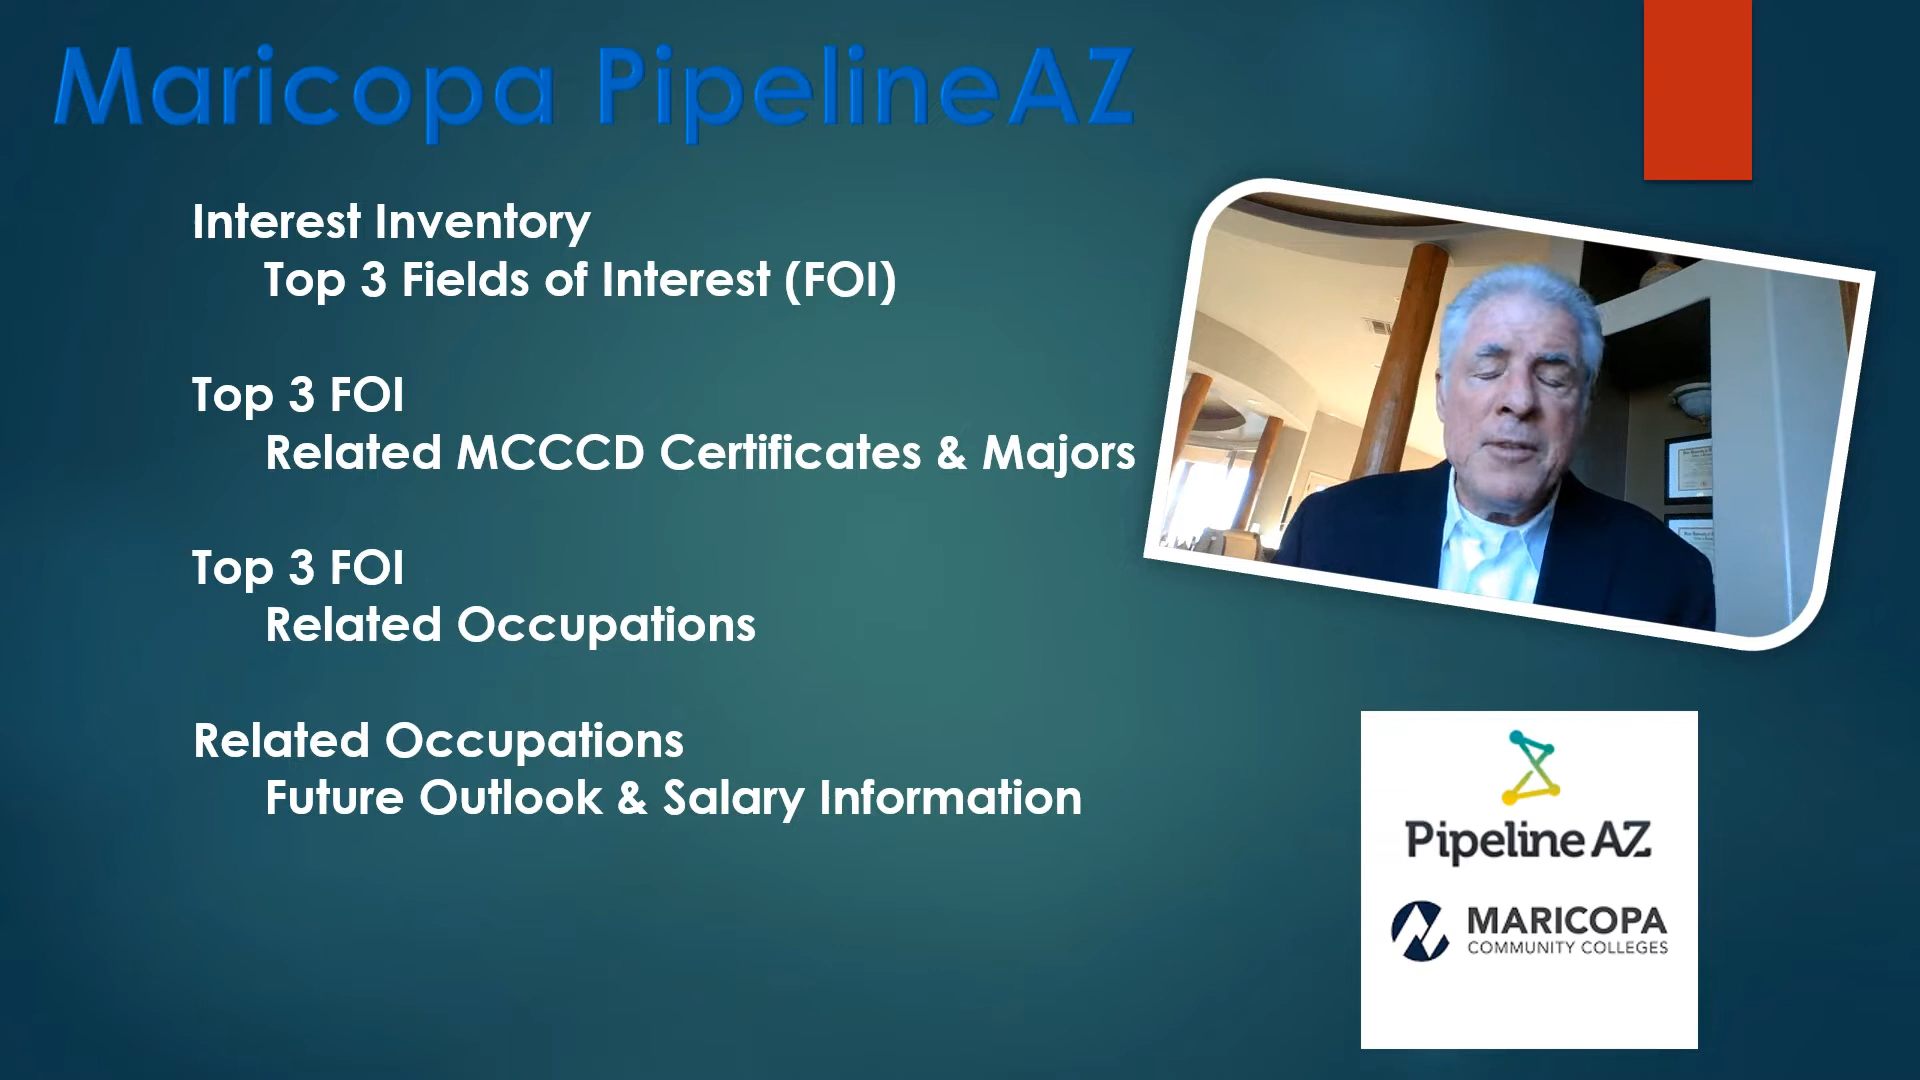 Maricopa PipelineAZ
Interest Inventory
Top 3 Fields of Interest (FOI)
Top 3 FOI
Related MCCCD Certificates & Majors
Top 3 FOI
Related Occupations
Related Occupations
Future Outlook & Salary Information
Pipeline AZ
MARICOPA
COMMUNITY COLLEGES